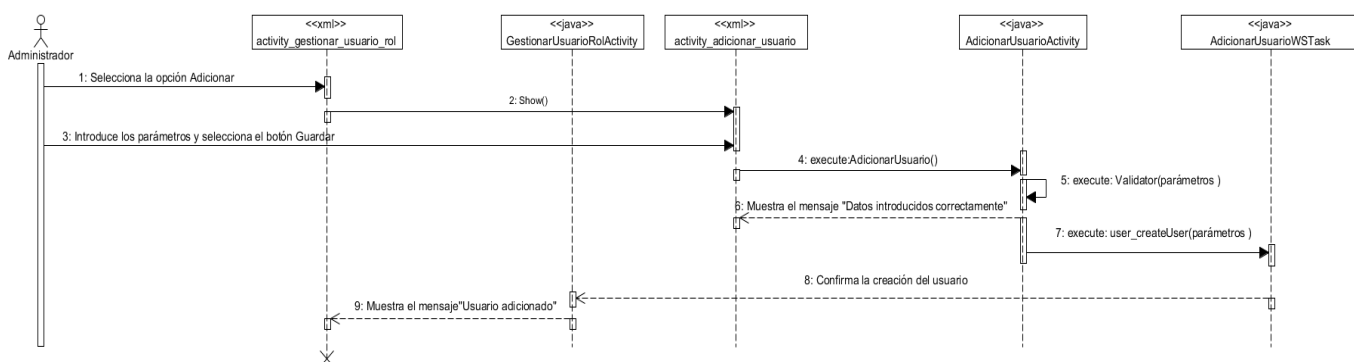 <<xml>>
activity_gestionar_usuario_rol
<<java>>
GestionarUsuarioRolActivity
<<xml>>
activity_adicionar_usuario
<<java>>
AdicionarUsuarioActivity
<<java>>
AdicionarUsuarioWSTask
Administrador
1: Selecciona la opción Adicionar
2: Show()
3: Introduce los parámetros y selecciona el botón Guardar
4: execute:AdicionarUsuario()
5: execute: Validator(parámetros )
6: Muestra el mensaje "Datos introducidos correctamente"
7: execute: user_createUser(parámetros )
8: Confirma la creación del usuario
9: Muestra el mensaje"Usuario adicionado"